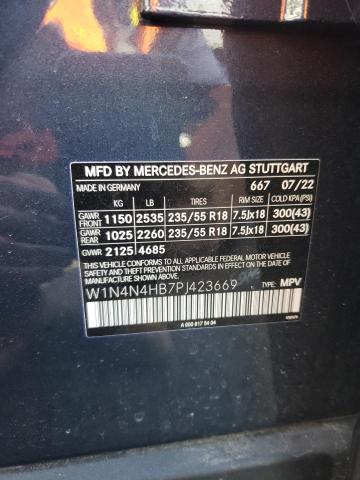 MFD BY MERCEDES-BENZ AG STUTTGART
MADE IN GERMANY 667 07/22
KG LB TIRES RIM SIZE COLD KPA (PSI)
GAWR FRONT 1150 2535 235/55 R18 7.5Jx18 300(43)
GAWR REAR 1025 2260 235/55 R18 7.5Jx18 300(43)
GVWR 2125 4685
THIS VEHICLE CONFORMS TO ALL APPLICABLE FEDERAL MOTOR VEHICLE SAFETY STANDARDS IN EFFECT ON THE DATE OF MANUFACTURE SHOWN ABOVE.
W1N4N4HB7PJ423669 TYPE: MPV
A 000 817 54 04